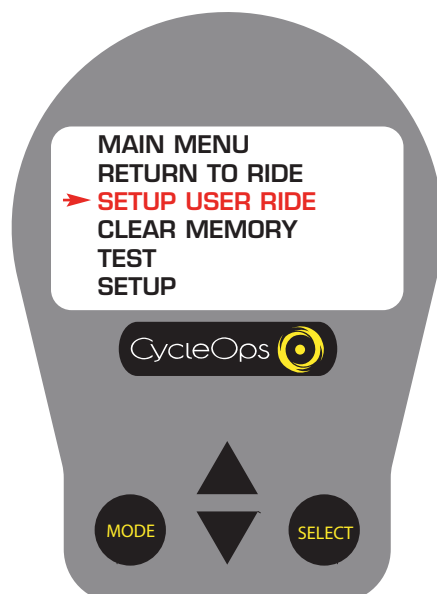 MAIN MENU
RETURN TO RIDE
SETUP USER RIDE
CLEAR MEMORY
TEST
SETUP
CycleOps
MODE
SELECT